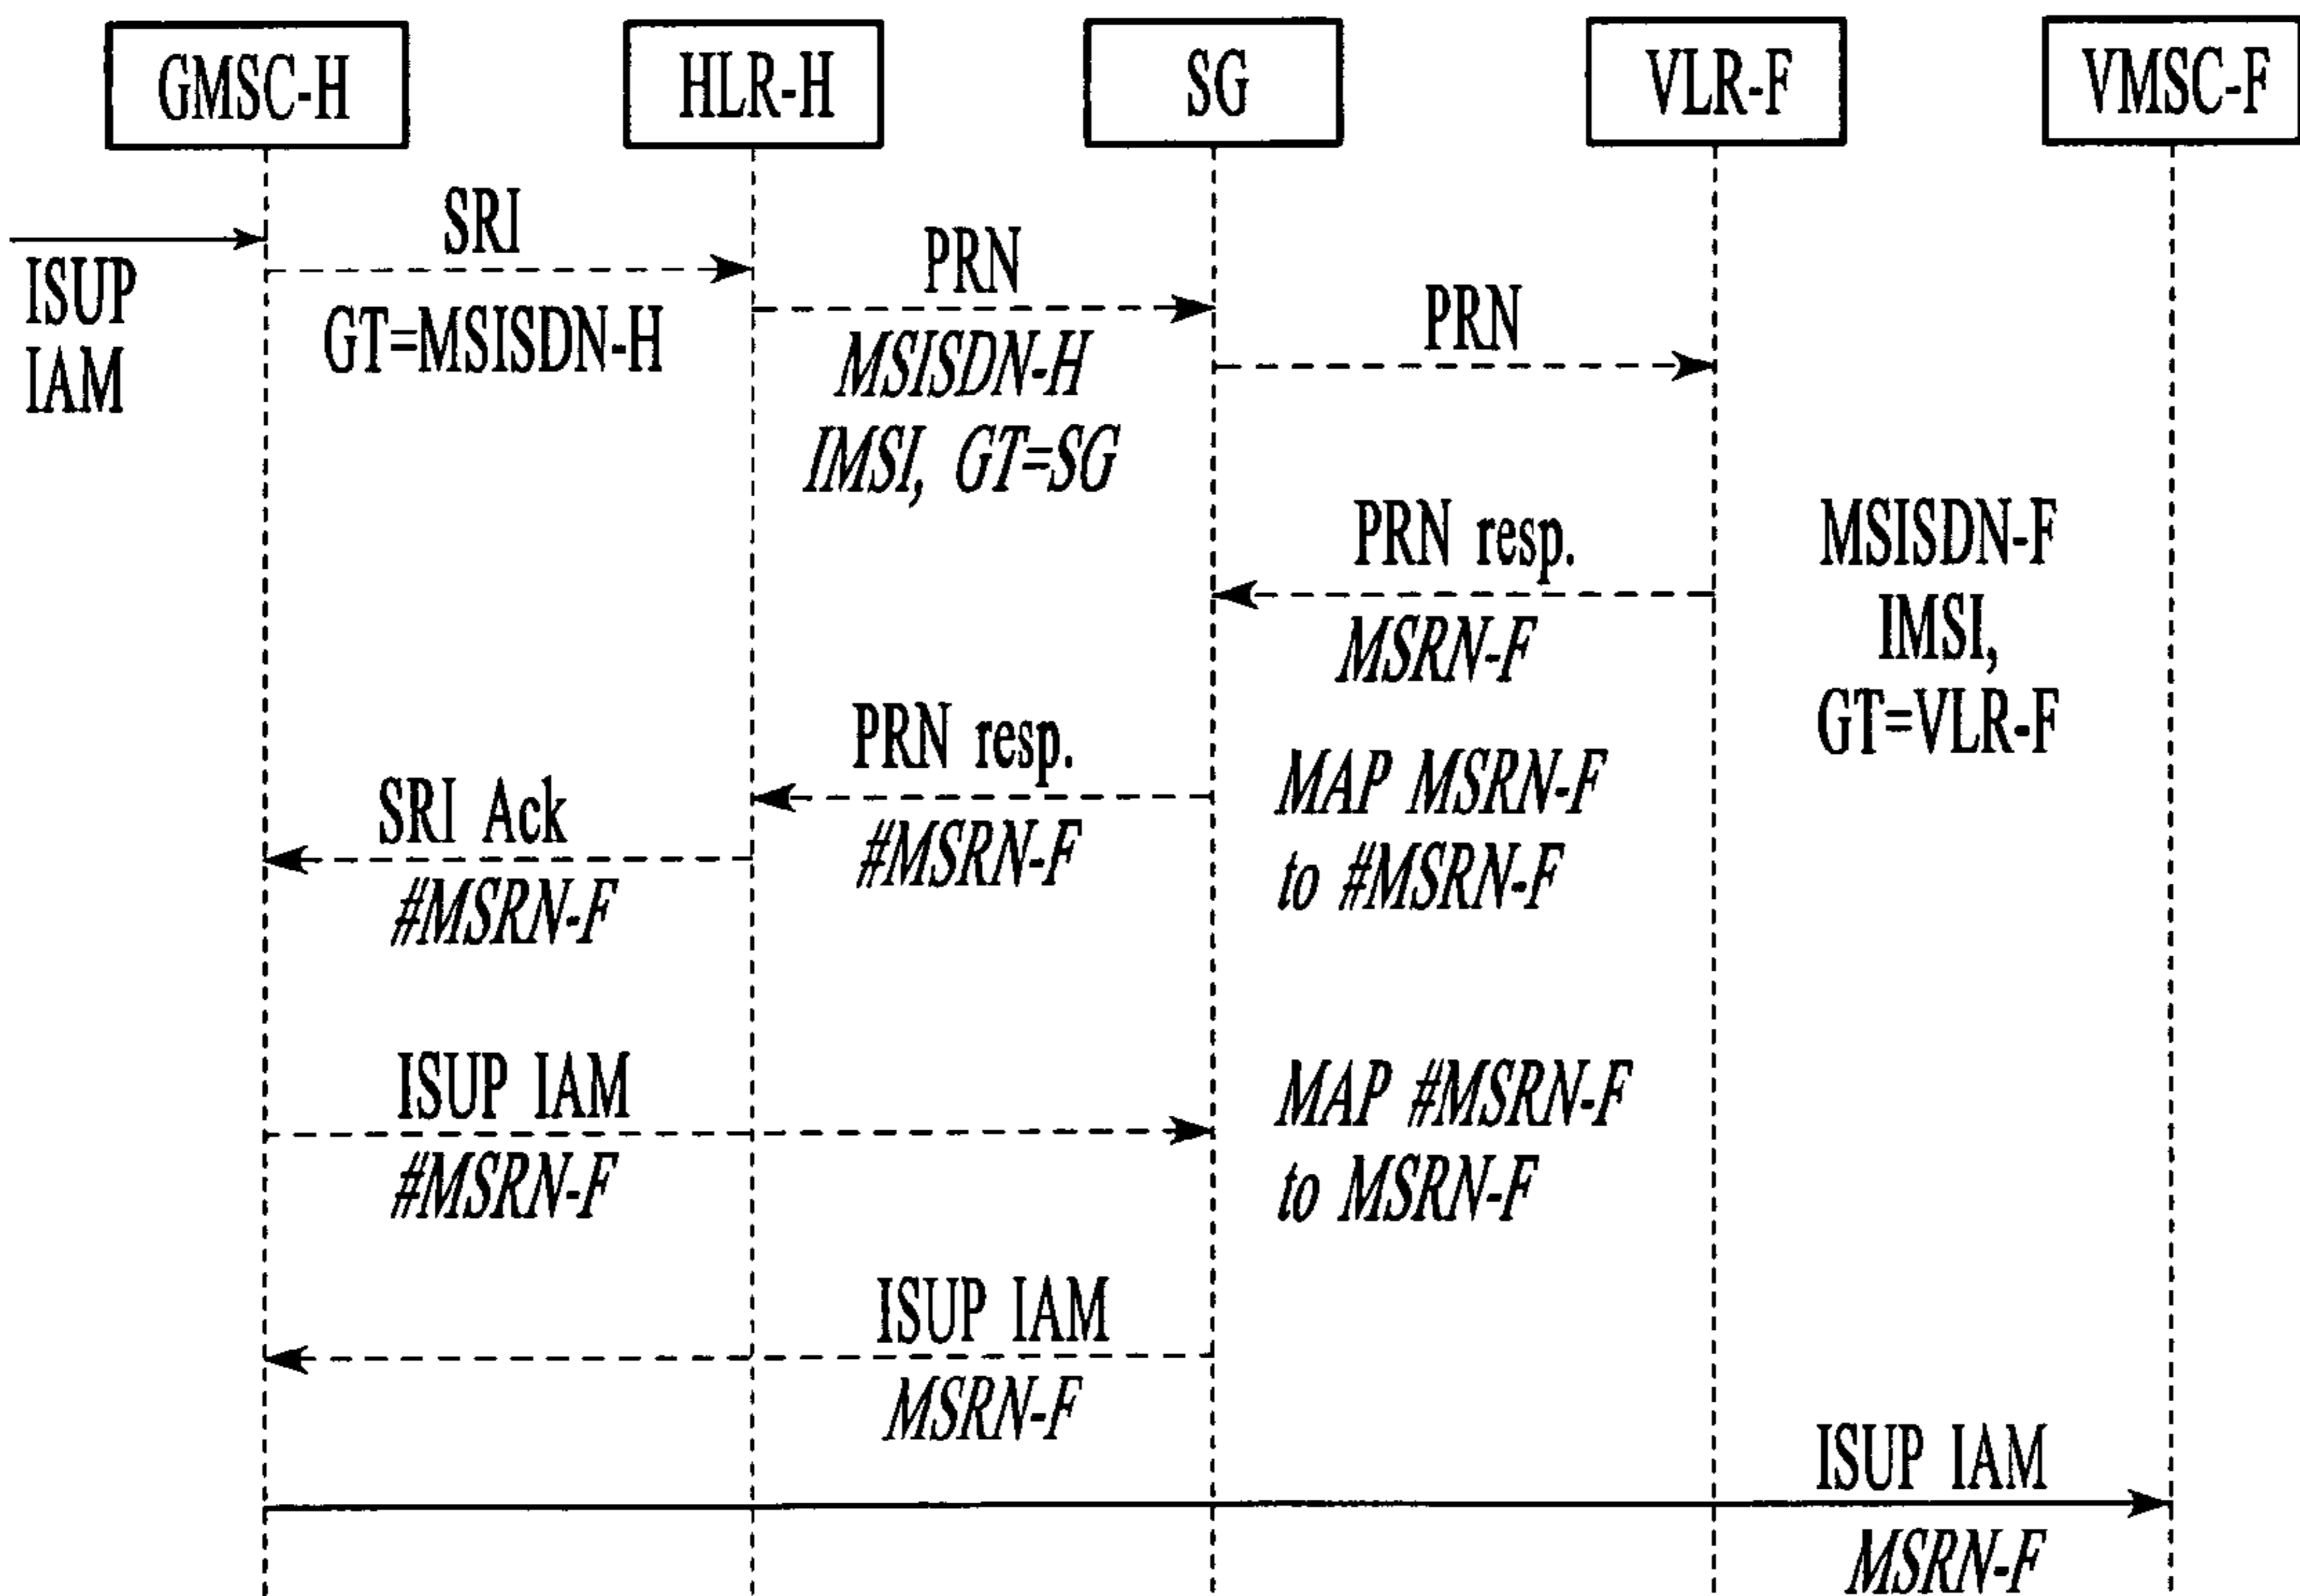 GMSC-H
HLR-H
SG
VLR-F
VMSC-F
ISUP
IAM
SRI
GT=MSISDN-H
PRN
MSISDN-H
IMSI, GT=SG
PRN
PRN resp.
MSRN-F
MSISDN-F
IMSI,
GT=VLR-F
PRN resp.
#MSRN-F
MAP MSRN-F
to #MSRN-F
SRI Ack
#MSRN-F
ISUP IAM
#MSRN-F
MAP #MSRN-F
to MSRN-F
ISUP IAM
MSRN-F
ISUP IAM
MSRN-F